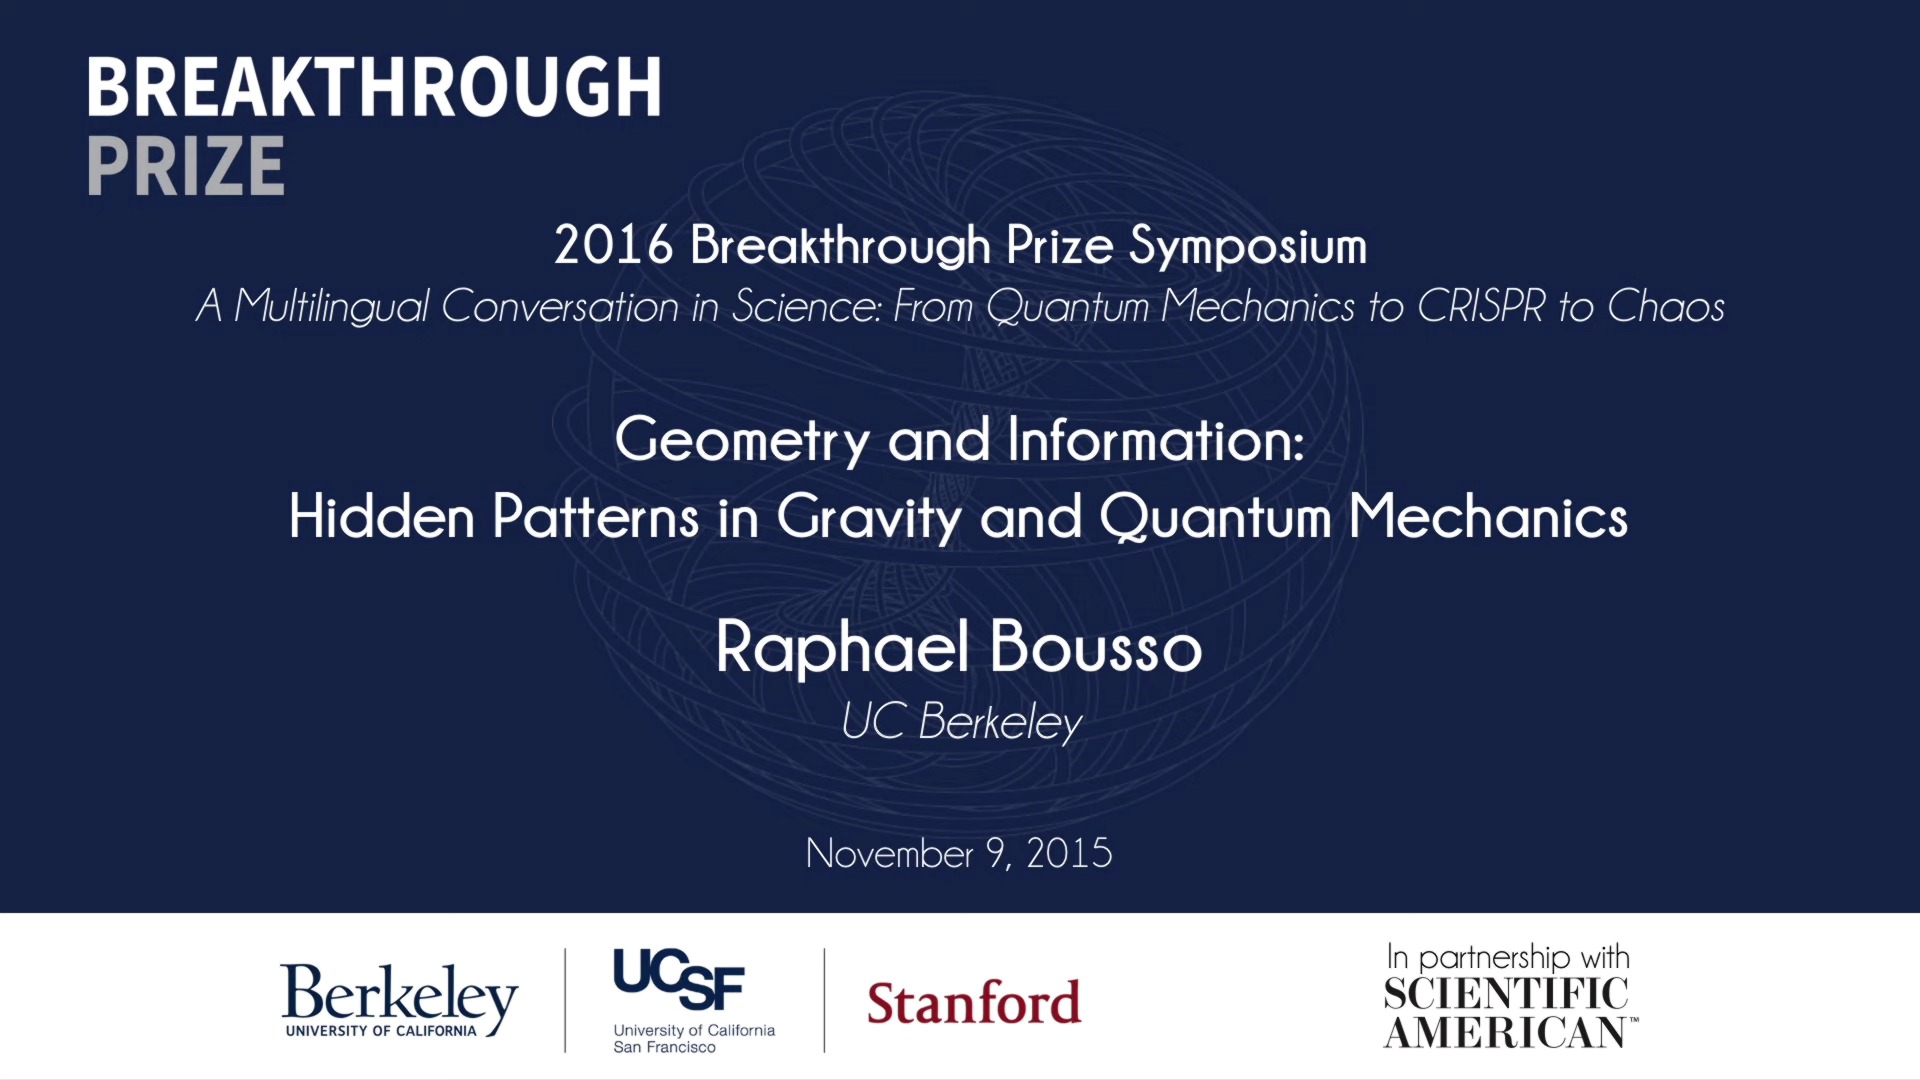 BREAKTHROUGH
PRIZE
2016 Breakthrough Prize Symposium
A Multilingual Conversation in Science: From Quantum Mechanics to CRISPR to Chaos
Geometry and Information:
Hidden Patterns in Gravity and Quantum Mechanics
Raphael Bousso
UC Berkeley
November 9, 2015
Berkeley
UNIVERSITY OF CALIFORNIA
UCSF
University of California
San Francisco
Stanford
In partnership with
SCIENTIFIC
AMERICAN™